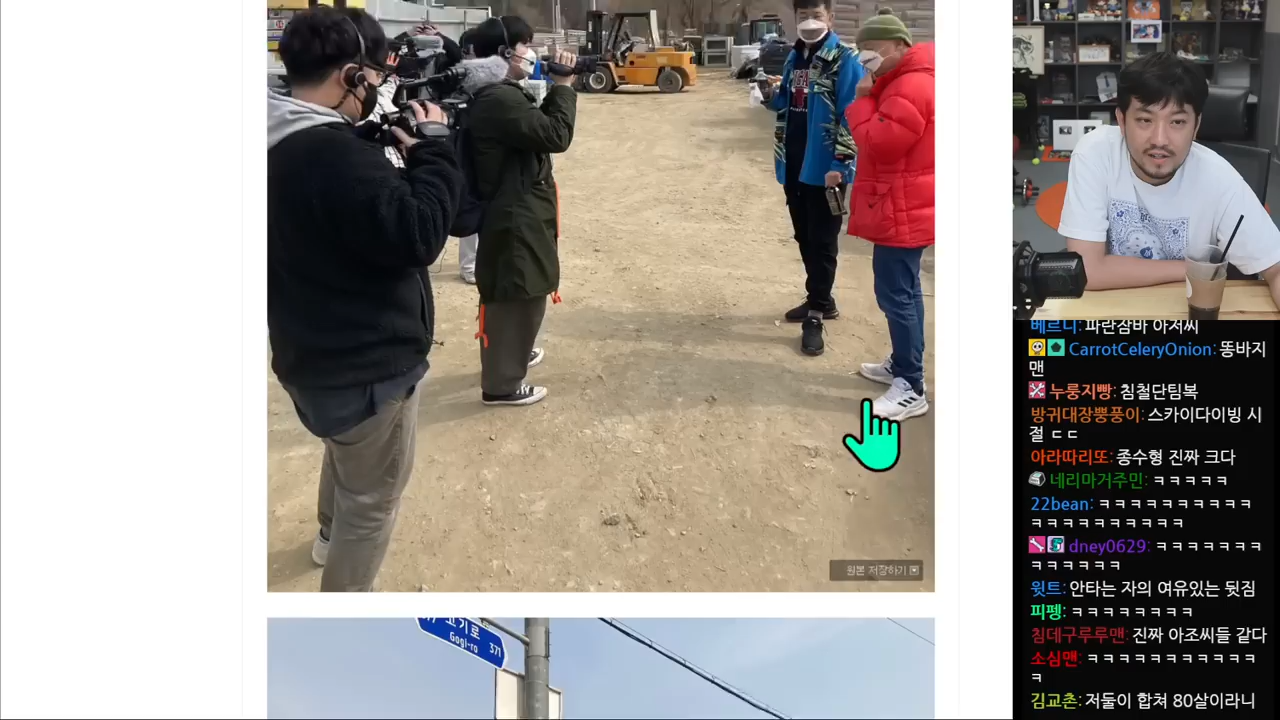 원본 저장하기
고기로
Gogi-ro 371
베르니: 파란잠바 아저씨
CarrotCeleryOnion: 똥바지
맨
누룽지빵: 침철단팀복
방귀대장뿡풍이: 스카이다이빙 시
절 ㄷㄷ
아라따리또: 종수형 진짜 크다
네리마거주민: ㅋㅋㅋㅋㅋ
22bean: ㅋㅋㅋㅋㅋㅋㅋㅋㅋㅋ
ㅋㅋㅋㅋㅋㅋㅋㅋㅋㅋ
dney0629: ㅋㅋㅋㅋㅋㅋㅋ
ㅋㅋㅋㅋㅋㅋ
윗트: 안타는 자의 여유있는 뒷짐
피펭: ㅋㅋㅋㅋㅋㅋㅋㅋ
침데구루루맨: 진짜 아조씨들 같다
소심맨: ㅋㅋㅋㅋㅋㅋㅋㅋㅋㅋㅋ
ㅋ
김교촌: 저둘이 합쳐 80살이라니